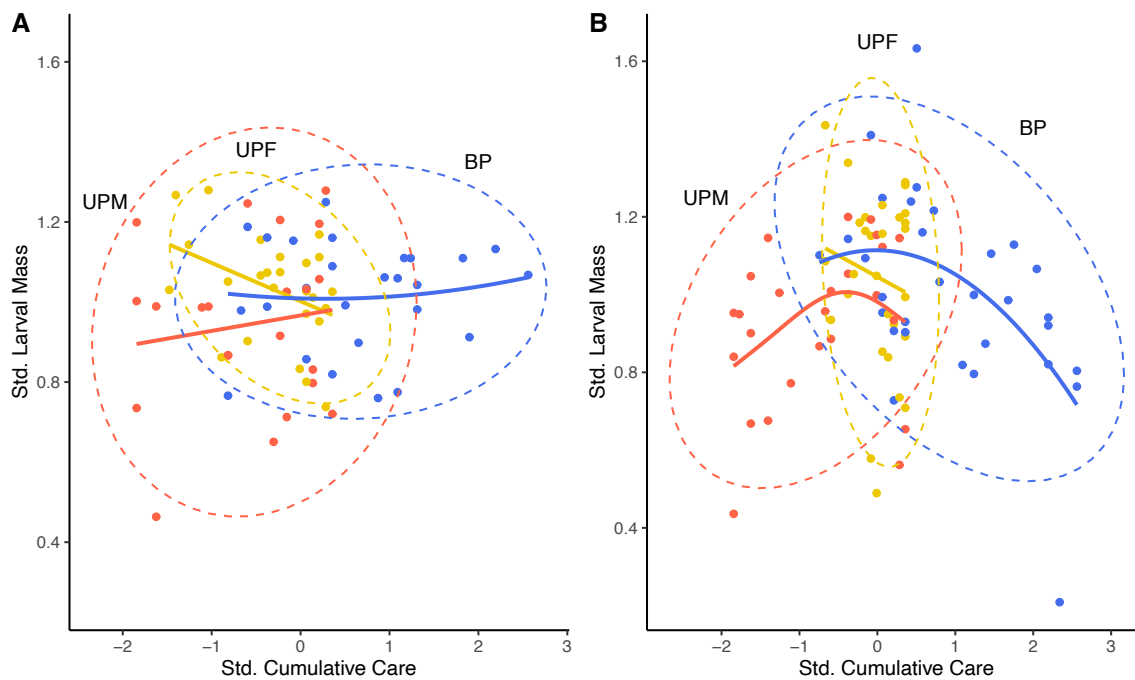 A
UPM
UPF
BP
1.6
1.2
0.8
0.4
Std. Larval Mass
−2
−1
0
1
2
3
Std. Cumulative Care
B
UPF
BP
UPM
1.6
1.2
0.8
0.4
Std. Larval Mass
−2
−1
0
1
2
3
Std. Cumulative Care